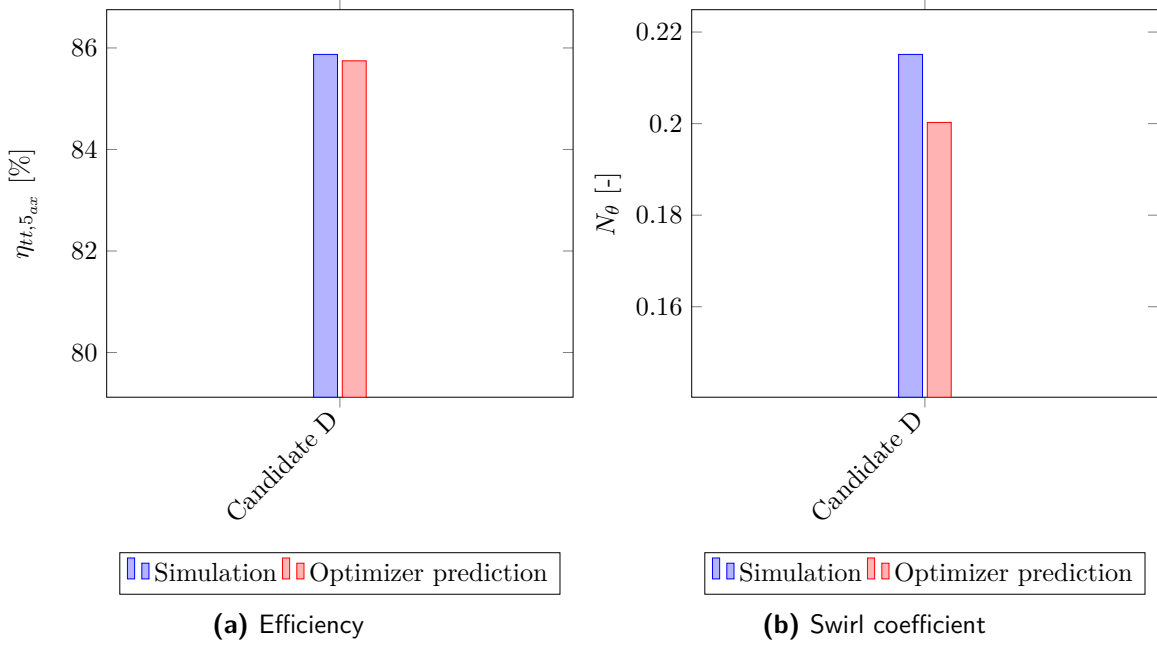 86
84
82
80
η_{tt,5_{ax}} [%]
Candidate D
Simulation Optimizer prediction
(a) Efficiency
0.22
0.2
0.18
0.16
N_θ [-]
Candidate D
Simulation Optimizer prediction
(b) Swirl coefficient